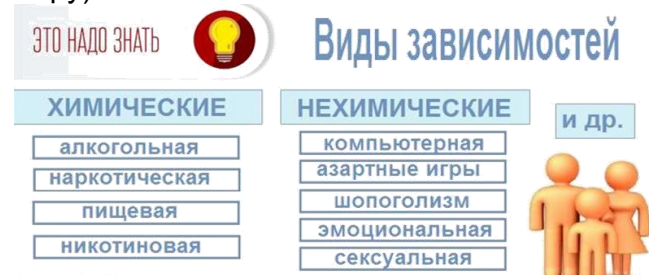 ЭТО НАДО ЗНАТЬ
Виды зависимостей
ХИМИЧЕСКИЕ
алкогольная
наркотическая
пищевая
никотиновая
НЕХИМИЧЕСКИЕ
компьютерная
азартные игры
шопоголизм
эмоциональная
сексуальная
и др.